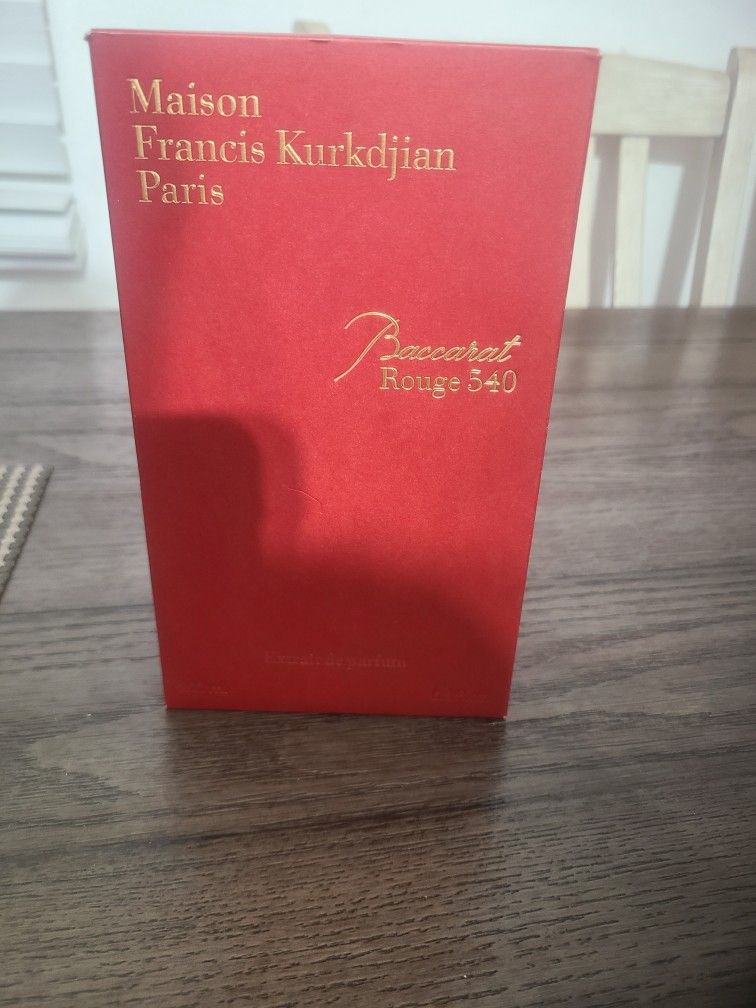 Maison
Francis Kurkdjian
Paris
Baccarat
Rouge 540
Extrait de parfum